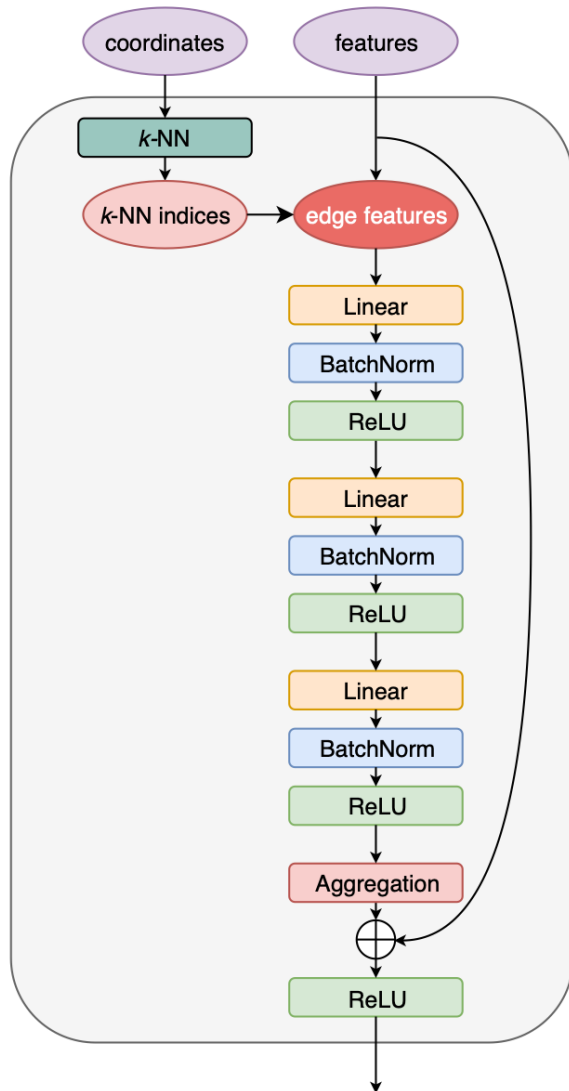 coordinates
features
k-NN
k-NN indices
edge features
Linear
BatchNorm
ReLU
Linear
BatchNorm
ReLU
Linear
BatchNorm
ReLU
Aggregation
ReLU